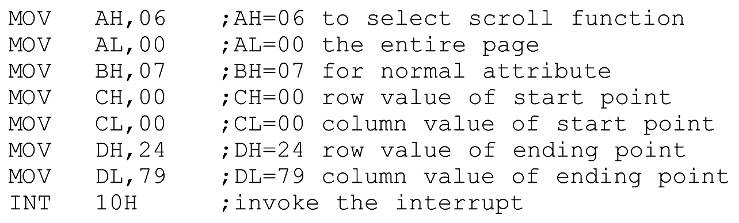 MOV AH,06 ;AH=06 to select scroll function
MOV AL,00 ;AL=00 the entire page
MOV BH,07 ;BH=07 for normal attribute
MOV CH,00 ;CH=00 row value of start point
MOV CL,00 ;CL=00 column value of start point
MOV DH,24 ;DH=24 row value of ending point
MOV DL,79 ;DL=79 column value of ending point
INT 10H ;invoke the interrupt